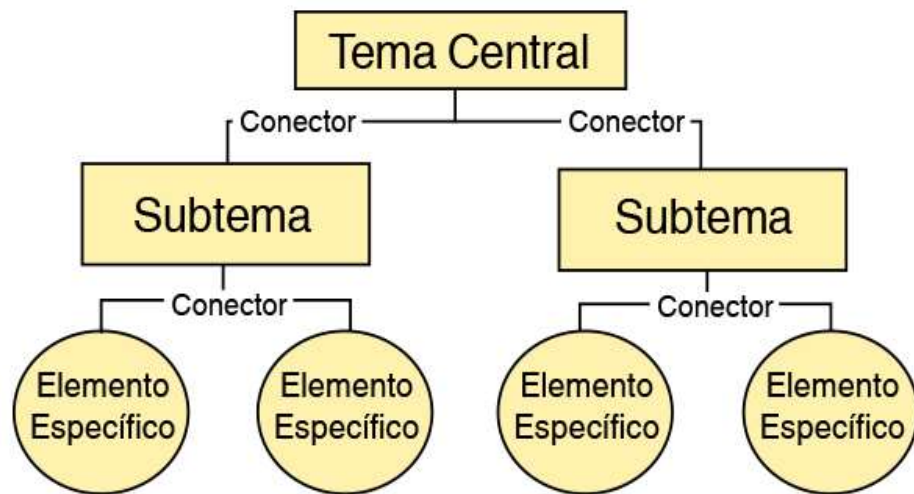 Tema Central
Conector
Conector
Subtema
Subtema
Conector
Conector
Elemento
Específico
Elemento
Específico
Elemento
Específico
Elemento
Específico